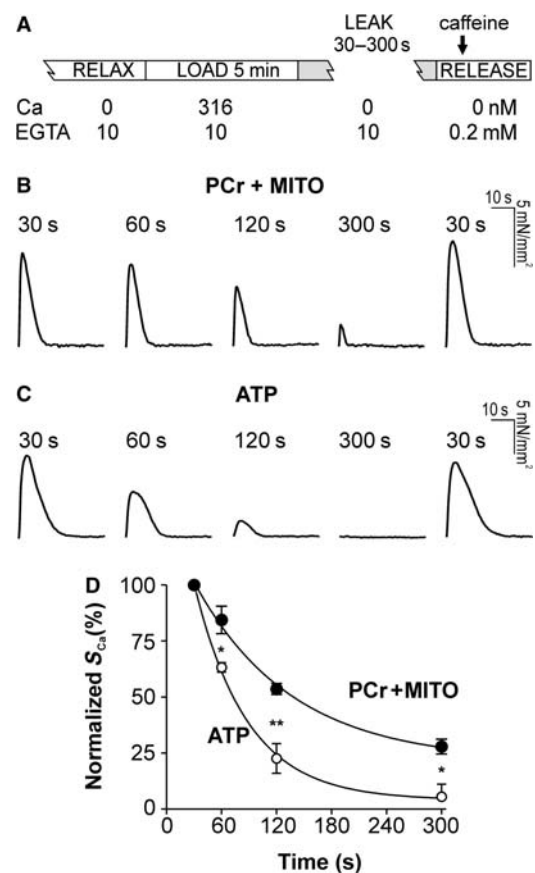 A LEAK caffeine
30–300 s
RELAX LOAD 5 min RELEASE
Ca 0 316 0 0 nM
EGTA 10 10 10 0.2 mM
B PCr + MITO
30 s 60 s 120 s 300 s 30 s
10 s
5 mN/mm²
C ATP
30 s 60 s 120 s 300 s 30 s
10 s
5 mN/mm²
D
Normalized S_Ca(%)
100
75
50
25
0
*
**
*
PCr+MITO
ATP
0 60 120 180 240 300
Time (s)